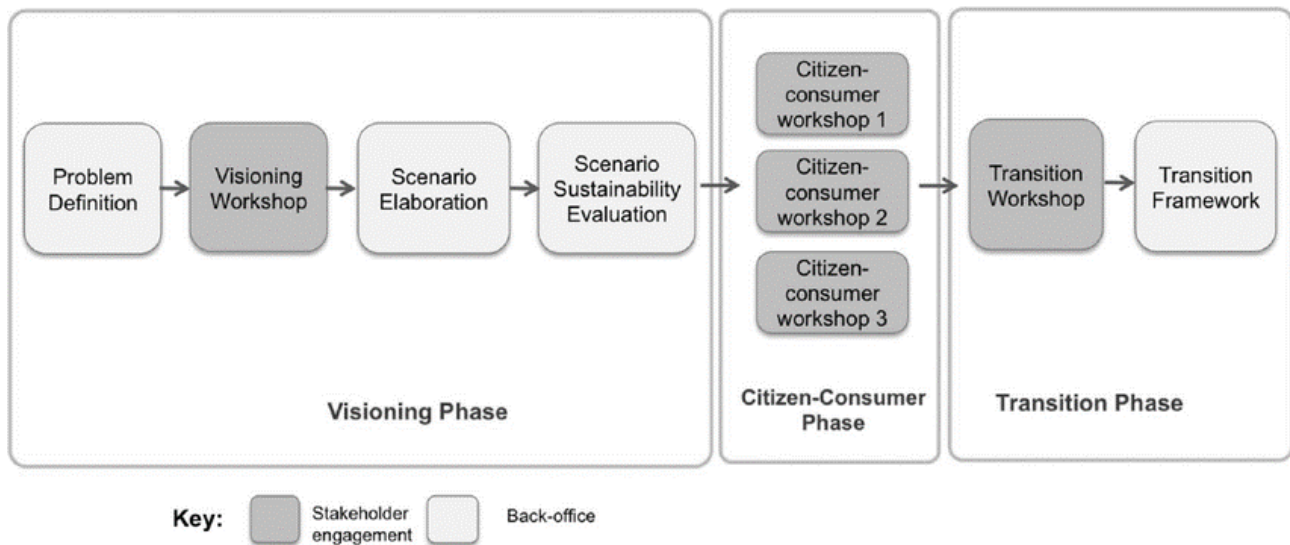 Problem
Definition
Visioning
Workshop
Scenario
Elaboration
Scenario
Sustainability
Evaluation
Visioning Phase
Citizen-
consumer
workshop 1
Citizen-
consumer
workshop 2
Citizen-
consumer
workshop 3
Citizen-Consumer
Phase
Transition
Workshop
Transition
Framework
Transition Phase
Key:
Stakeholder
engagement
Back-office